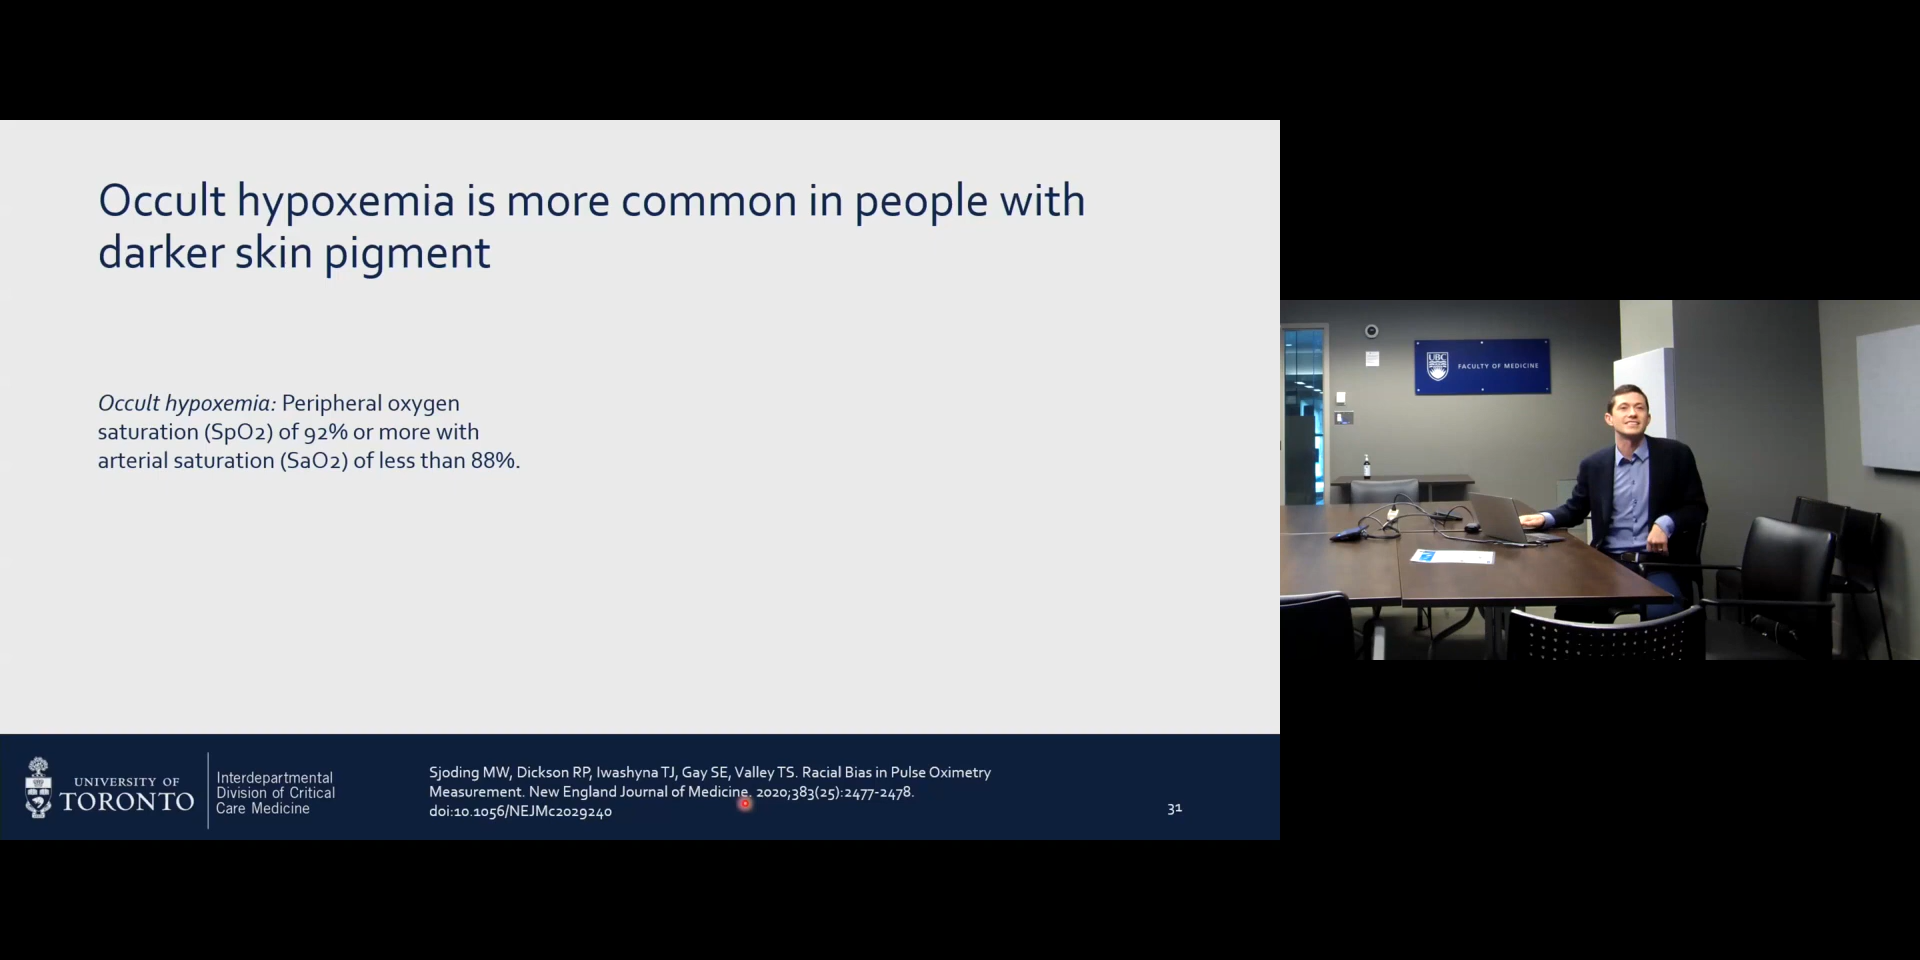 Occult hypoxemia is more common in people with
darker skin pigment
Occult hypoxemia: Peripheral oxygen
saturation (SpO2) of 92% or more with
arterial saturation (SaO2) of less than 88%.
UNIVERSITY OF
TORONTO
Interdepartmental
Division of Critical
Care Medicine
Sjoding MW, Dickson RP, Iwashyna TJ, Gay SE, Valley TS. Racial Bias in Pulse Oximetry
Measurement. New England Journal of Medicine. 2020;383(25):2477-2478.
doi:10.1056/NEJMc2029240
31
UBC
FACULTY OF MEDICINE